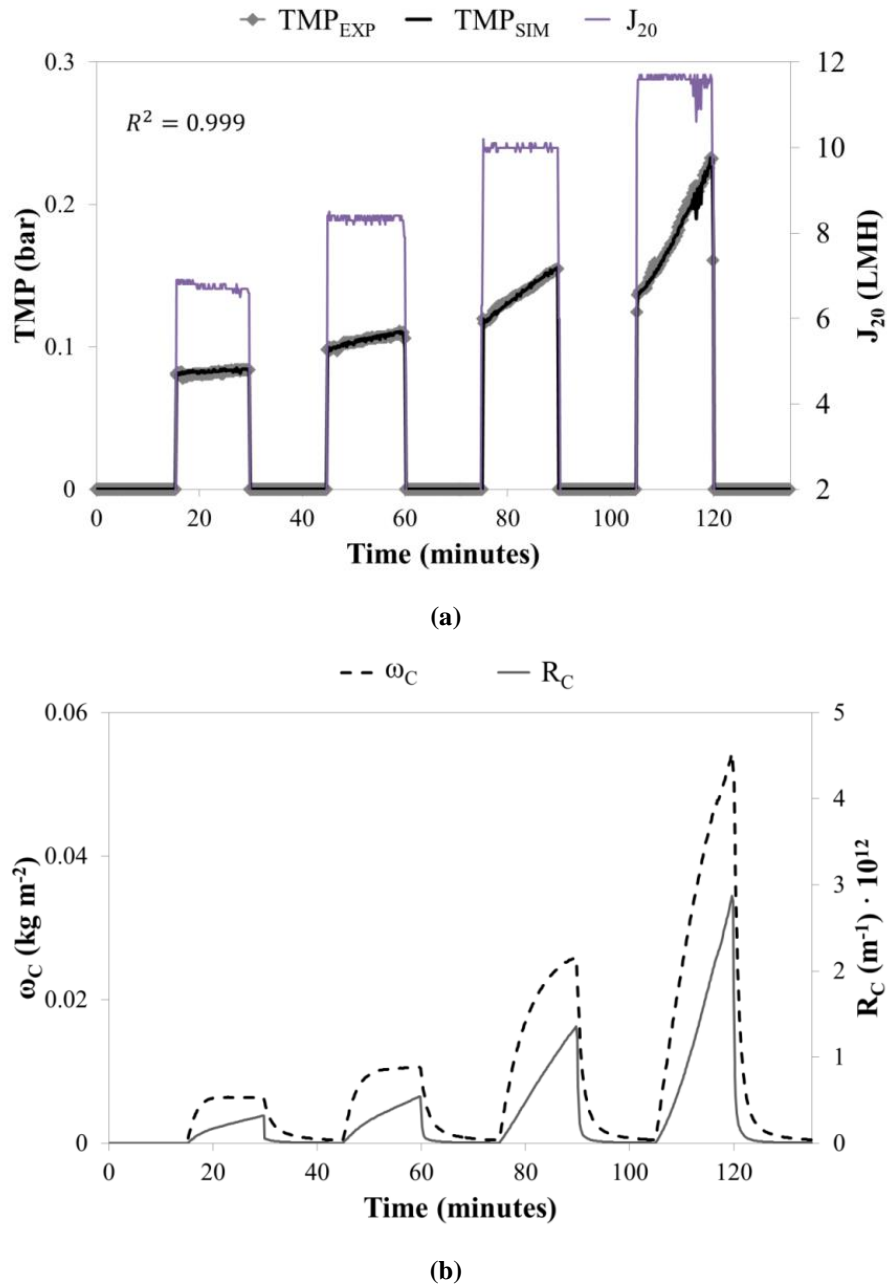 TMP_EXP TMP_SIM J_20
0.3 12
R² = 0.999
10
0.2
8
TMP (bar) J_20 (LMH)
6
0.1
4
0 2
0 20 40 60 80 100 120
Time (minutes)
(a)
ω_C R_C
0.06 5
4
0.04
3
ω_C (kg m⁻²) R_C (m⁻¹) · 10¹²
2
0.02
1
0 0
0 20 40 60 80 100 120
Time (minutes)
(b)